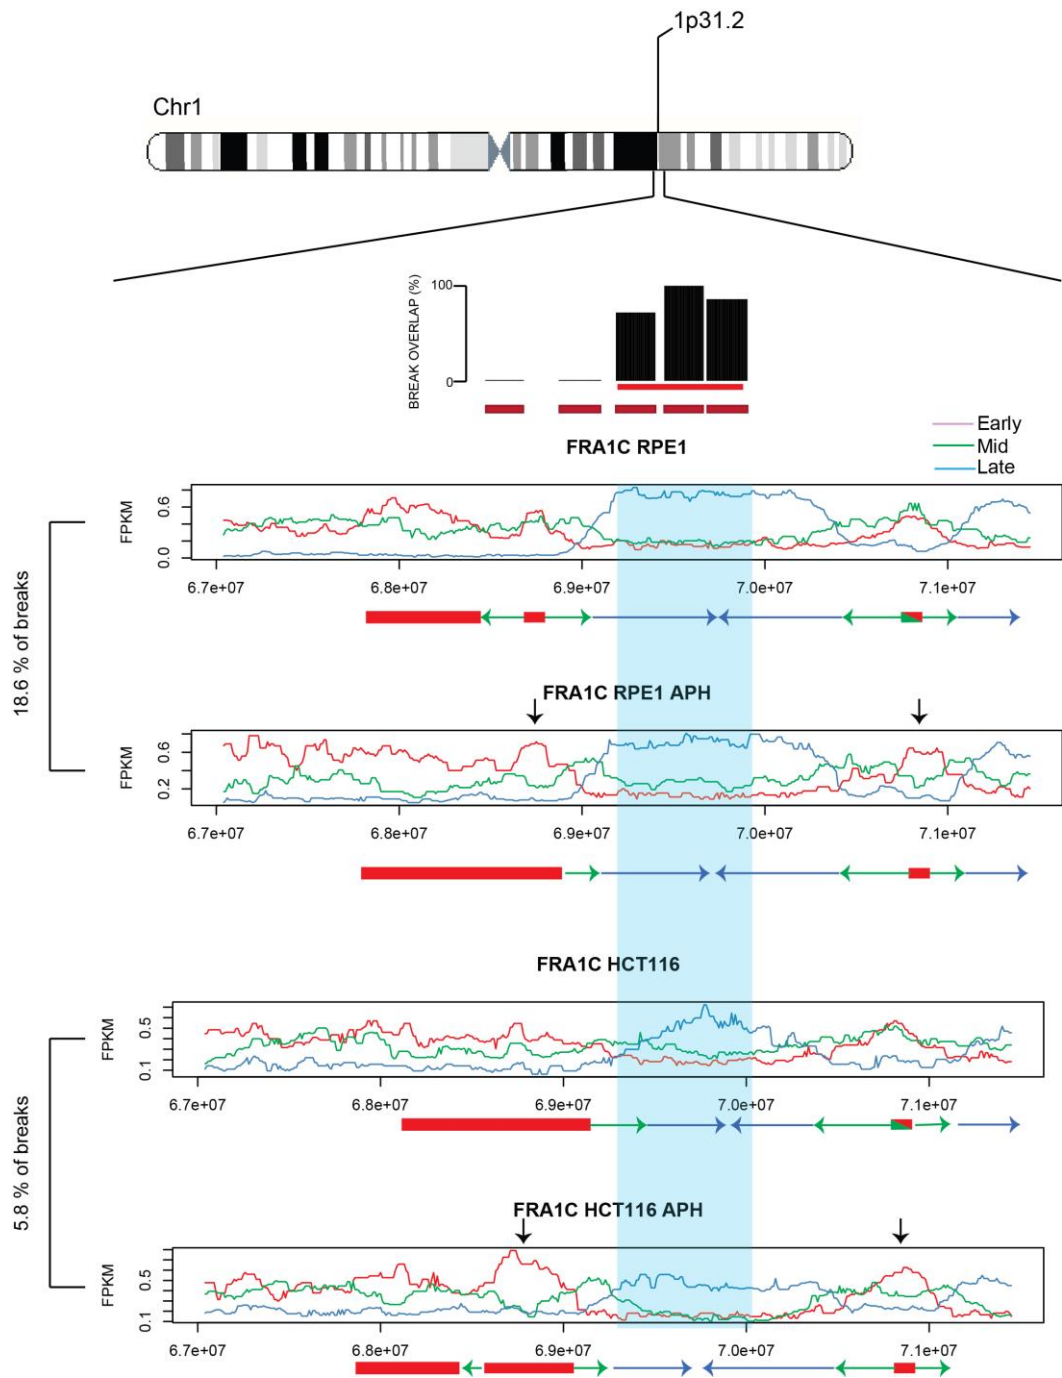 1p31.2
Chr1
BREAK OVERLAP (%)
100
0
Early
Mid
Late
FRA1C RPE1
FPKM
0.6
0.0
6.7e+07 6.8e+07 6.9e+07 7.0e+07 7.1e+07
18.6 % of breaks
FRA1C RPE1 APH
FPKM
0.6
0.2
6.7e+07 6.8e+07 6.9e+07 7.0e+07 7.1e+07
FRA1C HCT116
FPKM
0.5
0.1
6.7e+07 6.8e+07 6.9e+07 7.0e+07 7.1e+07
5.8 % of breaks
FRA1C HCT116 APH
FPKM
0.5
0.1
6.7e+07 6.8e+07 6.9e+07 7.0e+07 7.1e+07